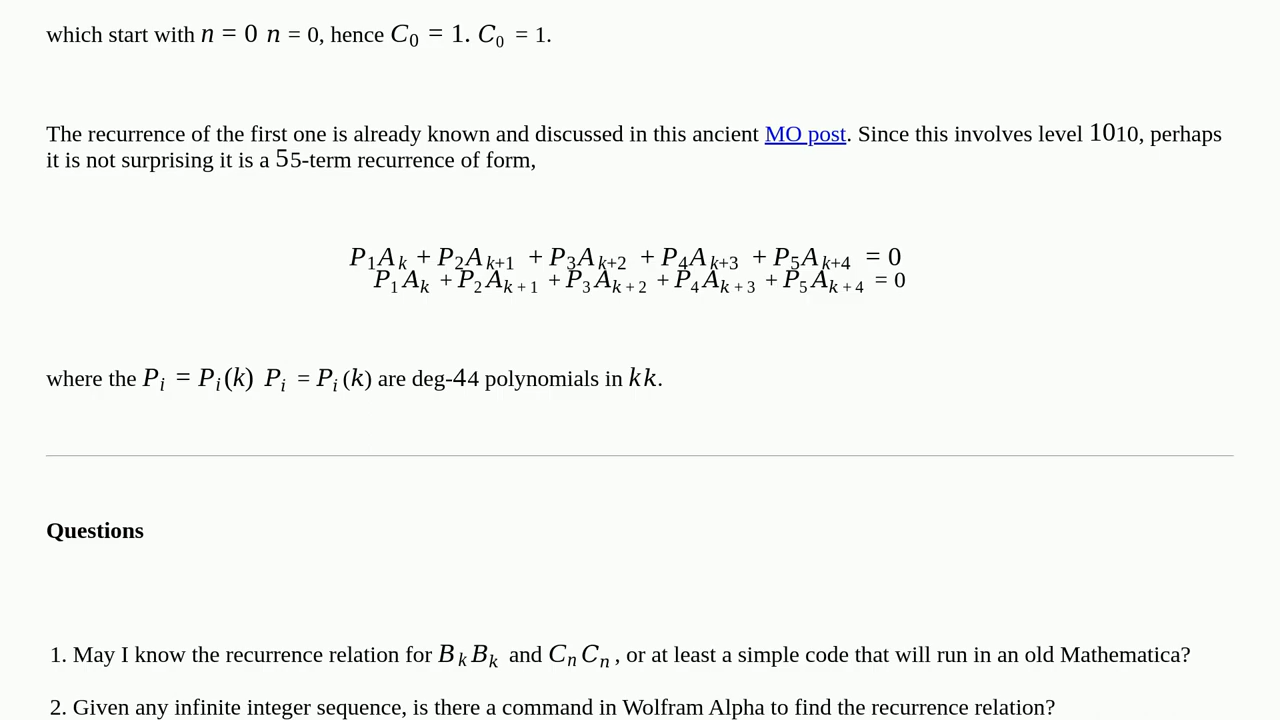 which start with n = 0 n = 0, hence C₀ = 1. C₀ = 1.
The recurrence of the first one is already known and discussed in this ancient MO post. Since this involves level 1010, perhaps
it is not surprising it is a 55-term recurrence of form,
P₁Aₖ + P₂Aₖ₊₁ + P₃Aₖ₊₂ + P₄Aₖ₊₃ + P₅Aₖ₊₄ = 0
P₁Aₖ + P₂Aₖ₊₁ + P₃Aₖ₊₂ + P₄Aₖ₊₃ + P₅Aₖ₊₄ = 0
where the Pᵢ = Pᵢ(k) Pᵢ = Pᵢ(k) are deg-44 polynomials in kk.
Questions
1. May I know the recurrence relation for BₖBₖ and CₙCₙ, or at least a simple code that will run in an old Mathematica?
2. Given any infinite integer sequence, is there a command in Wolfram Alpha to find the recurrence relation?